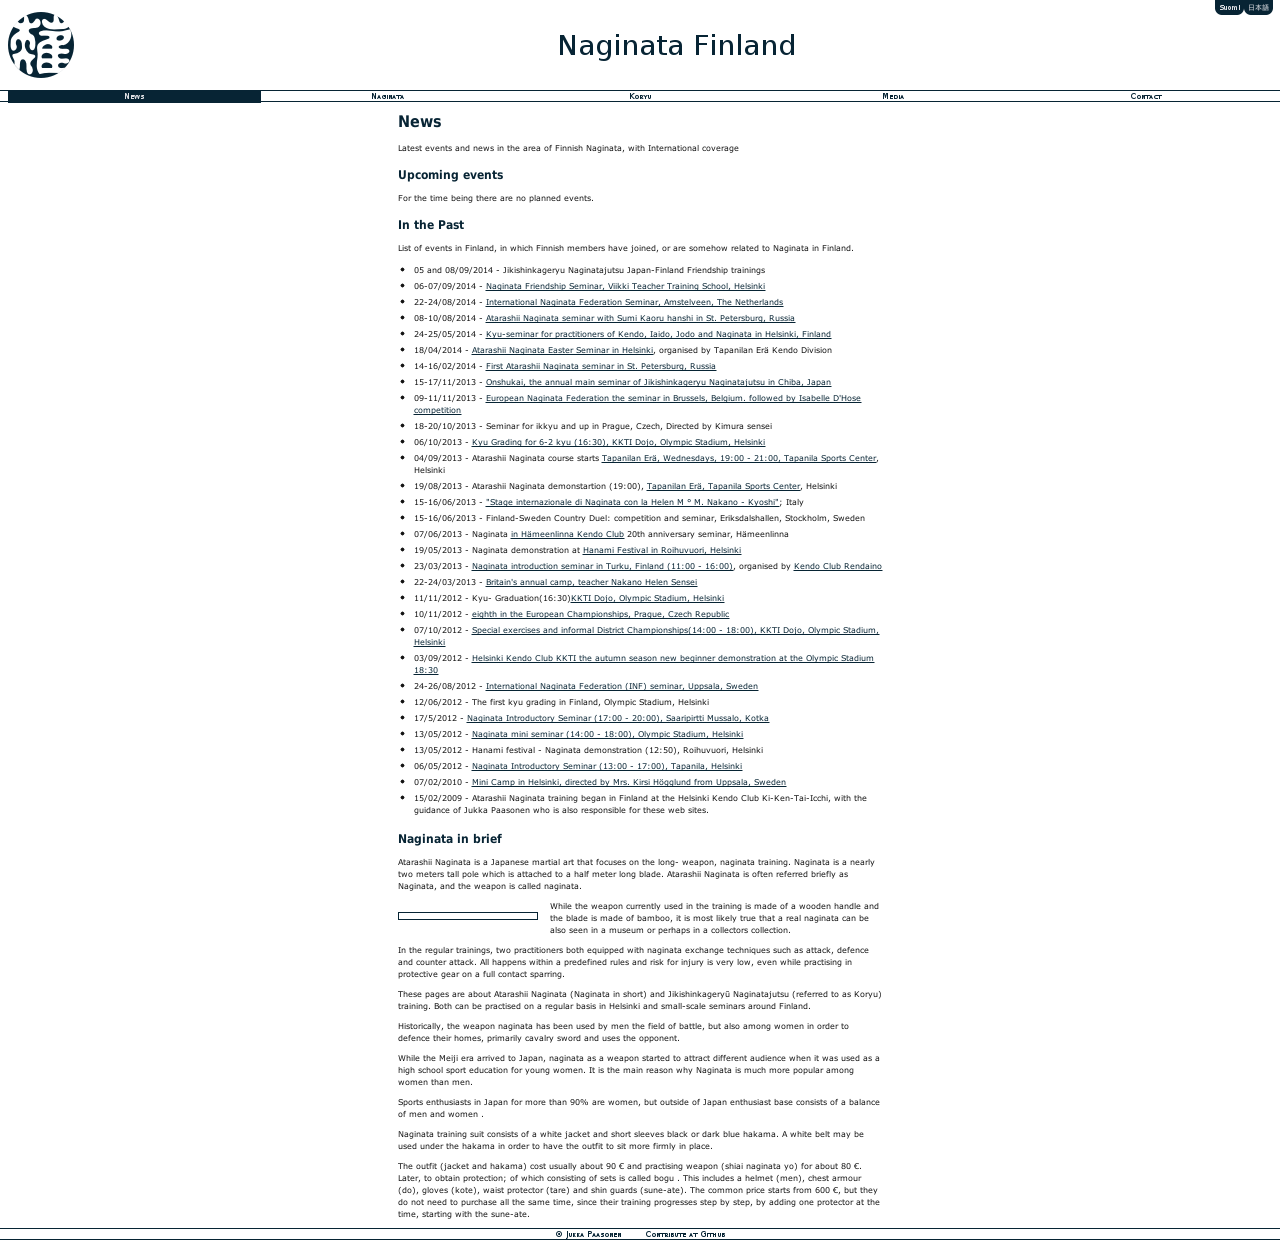 Suomi 日本語
Naginata Finland
News Naginata Koryu Media Contact
News
Latest events and news in the area of Finnish Naginata, with International coverage
Upcoming events
For the time being there are no planned events.
In the Past
List of events in Finland, in which Finnish members have joined, or are somehow related to Naginata in Finland.
05 and 08/09/2014 - Jikishinkageryu Naginatajutsu Japan-Finland Friendship trainings
06-07/09/2014 - Naginata Friendship Seminar, Viikki Teacher Training School, Helsinki
22-24/08/2014 - International Naginata Federation Seminar, Amstelveen, The Netherlands
08-10/08/2014 - Atarashii Naginata seminar with Sumi Kaoru hanshi in St. Petersburg, Russia
24-25/05/2014 - Kyu-seminar for practitioners of Kendo, Iaido, Jodo and Naginata in Helsinki, Finland
18/04/2014 - Atarashii Naginata Easter Seminar in Helsinki, organised by Tapanilan Erä Kendo Division
14-16/02/2014 - First Atarashii Naginata seminar in St. Petersburg, Russia
15-17/11/2013 - Onshukai, the annual main seminar of Jikishinkageryu Naginatajutsu in Chiba, Japan
09-11/11/2013 - European Naginata Federation the seminar in Brussels, Belgium. followed by Isabelle D'Hose
competition
18-20/10/2013 - Seminar for ikkyu and up in Prague, Czech, Directed by Kimura sensei
06/10/2013 - Kyu Grading for 6-2 kyu (16:30), KKTI Dojo, Olympic Stadium, Helsinki
04/09/2013 - Atarashii Naginata course starts Tapanilan Erä, Wednesdays, 19:00 - 21:00, Tapanila Sports Center,
Helsinki
19/08/2013 - Atarashii Naginata demonstartion (19:00), Tapanilan Erä, Tapanila Sports Center, Helsinki
15-16/06/2013 - "Stage internazionale di Naginata con la Helen M ° M. Nakano - Kyoshi"; Italy
15-16/06/2013 - Finland-Sweden Country Duel: competition and seminar, Eriksdalshallen, Stockholm, Sweden
07/06/2013 - Naginata in Hämeenlinna Kendo Club 20th anniversary seminar, Hämeenlinna
19/05/2013 - Naginata demonstration at Hanami Festival in Roihuvuori, Helsinki
23/03/2013 - Naginata introduction seminar in Turku, Finland (11:00 - 16:00), organised by Kendo Club Rendaino
22-24/03/2013 - Britain's annual camp, teacher Nakano Helen Sensei
11/11/2012 - Kyu- Graduation(16:30)KKTI Dojo, Olympic Stadium, Helsinki
10/11/2012 - eighth in the European Championships, Prague, Czech Republic
07/10/2012 - Special exercises and informal District Championships(14:00 - 18:00), KKTI Dojo, Olympic Stadium,
Helsinki
03/09/2012 - Helsinki Kendo Club KKTI the autumn season new beginner demonstration at the Olympic Stadium
18:30
24-26/08/2012 - International Naginata Federation (INF) seminar, Uppsala, Sweden
12/06/2012 - The first kyu grading in Finland, Olympic Stadium, Helsinki
17/5/2012 - Naginata Introductory Seminar (17:00 - 20:00), Saaripirtti Mussalo, Kotka
13/05/2012 - Naginata mini seminar (14:00 - 18:00), Olympic Stadium, Helsinki
13/05/2012 - Hanami festival - Naginata demonstration (12:50), Roihuvuori, Helsinki
06/05/2012 - Naginata Introductory Seminar (13:00 - 17:00), Tapanila, Helsinki
07/02/2010 - Mini Camp in Helsinki, directed by Mrs. Kirsi Högglund from Uppsala, Sweden
15/02/2009 - Atarashii Naginata training began in Finland at the Helsinki Kendo Club Ki-Ken-Tai-Icchi, with the
guidance of Jukka Paasonen who is also responsible for these web sites.
Naginata in brief
Atarashii Naginata is a Japanese martial art that focuses on the long- weapon, naginata training. Naginata is a nearly
two meters tall pole which is attached to a half meter long blade. Atarashii Naginata is often referred briefly as
Naginata, and the weapon is called naginata.
While the weapon currently used in the training is made of a wooden handle and
the blade is made of bamboo, it is most likely true that a real naginata can be
also seen in a museum or perhaps in a collectors collection.
In the regular trainings, two practitioners both equipped with naginata exchange techniques such as attack, defence
and counter attack. All happens within a predefined rules and risk for injury is very low, even while practising in
protective gear on a full contact sparring.
These pages are about Atarashii Naginata (Naginata in short) and Jikishinkageryū Naginatajutsu (referred to as Koryu)
training. Both can be practised on a regular basis in Helsinki and small-scale seminars around Finland.
Historically, the weapon naginata has been used by men the field of battle, but also among women in order to
defence their homes, primarily cavalry sword and uses the opponent.
While the Meiji era arrived to Japan, naginata as a weapon started to attract different audience when it was used as a
high school sport education for young women. It is the main reason why Naginata is much more popular among
women than men.
Sports enthusiasts in Japan for more than 90% are women, but outside of Japan enthusiast base consists of a balance
of men and women .
Naginata training suit consists of a white jacket and short sleeves black or dark blue hakama. A white belt may be
used under the hakama in order to have the outfit to sit more firmly in place.
The outfit (jacket and hakama) cost usually about 90 € and practising weapon (shiai naginata yo) for about 80 €.
Later, to obtain protection; of which consisting of sets is called bogu . This includes a helmet (men), chest armour
(do), gloves (kote), waist protector (tare) and shin guards (sune-ate). The common price starts from 600 €, but they
do not need to purchase all the same time, since their training progresses step by step, by adding one protector at the
time, starting with the sune-ate.
© Jukka Paasonen Contribute at Github